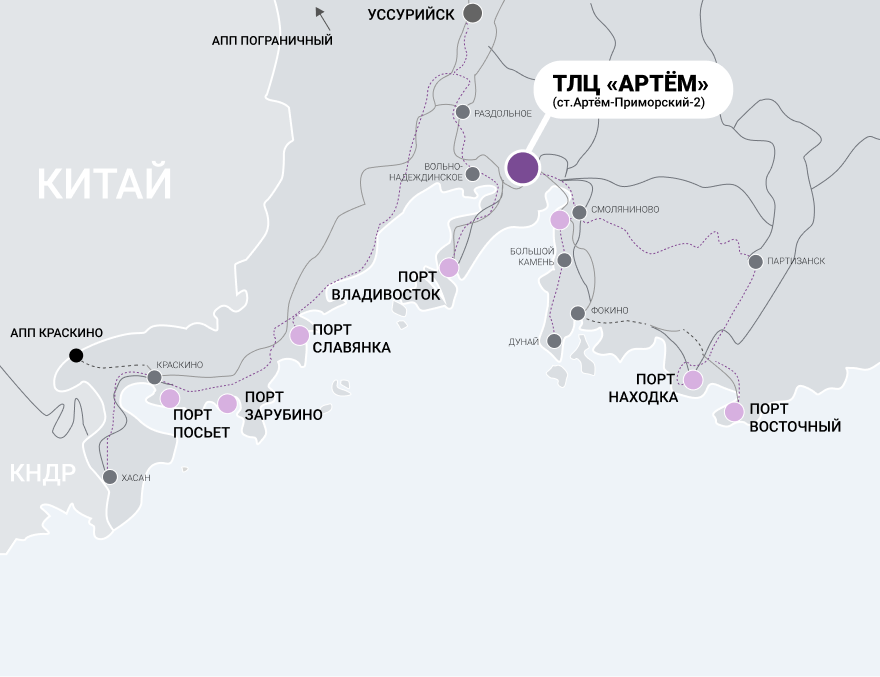 УССУРИЙСК
АПП ПОГРАНИЧНЫЙ
ТЛЦ «АРТЁМ»
(ст.Артём-Приморский-2)
РАЗДОЛЬНОЕ
КИТАЙ
ВОЛЬНО-
НАДЕЖДИНСКОЕ
СМОЛЯНИНОВО
БОЛЬШОЙ
КАМЕНЬ
ПАРТИЗАНСК
ПОРТ
ВЛАДИВОСТОК
ФОКИНО
АПП КРАСКИНО
ПОРТ
СЛАВЯНКА
ДУНАЙ
КРАСКИНО
ПОРТ
НАХОДКА
ПОРТ
ЗАРУБИНО
ПОРТ
ПОСЬЕТ
ПОРТ
ВОСТОЧНЫЙ
КНДР
ХАСАН